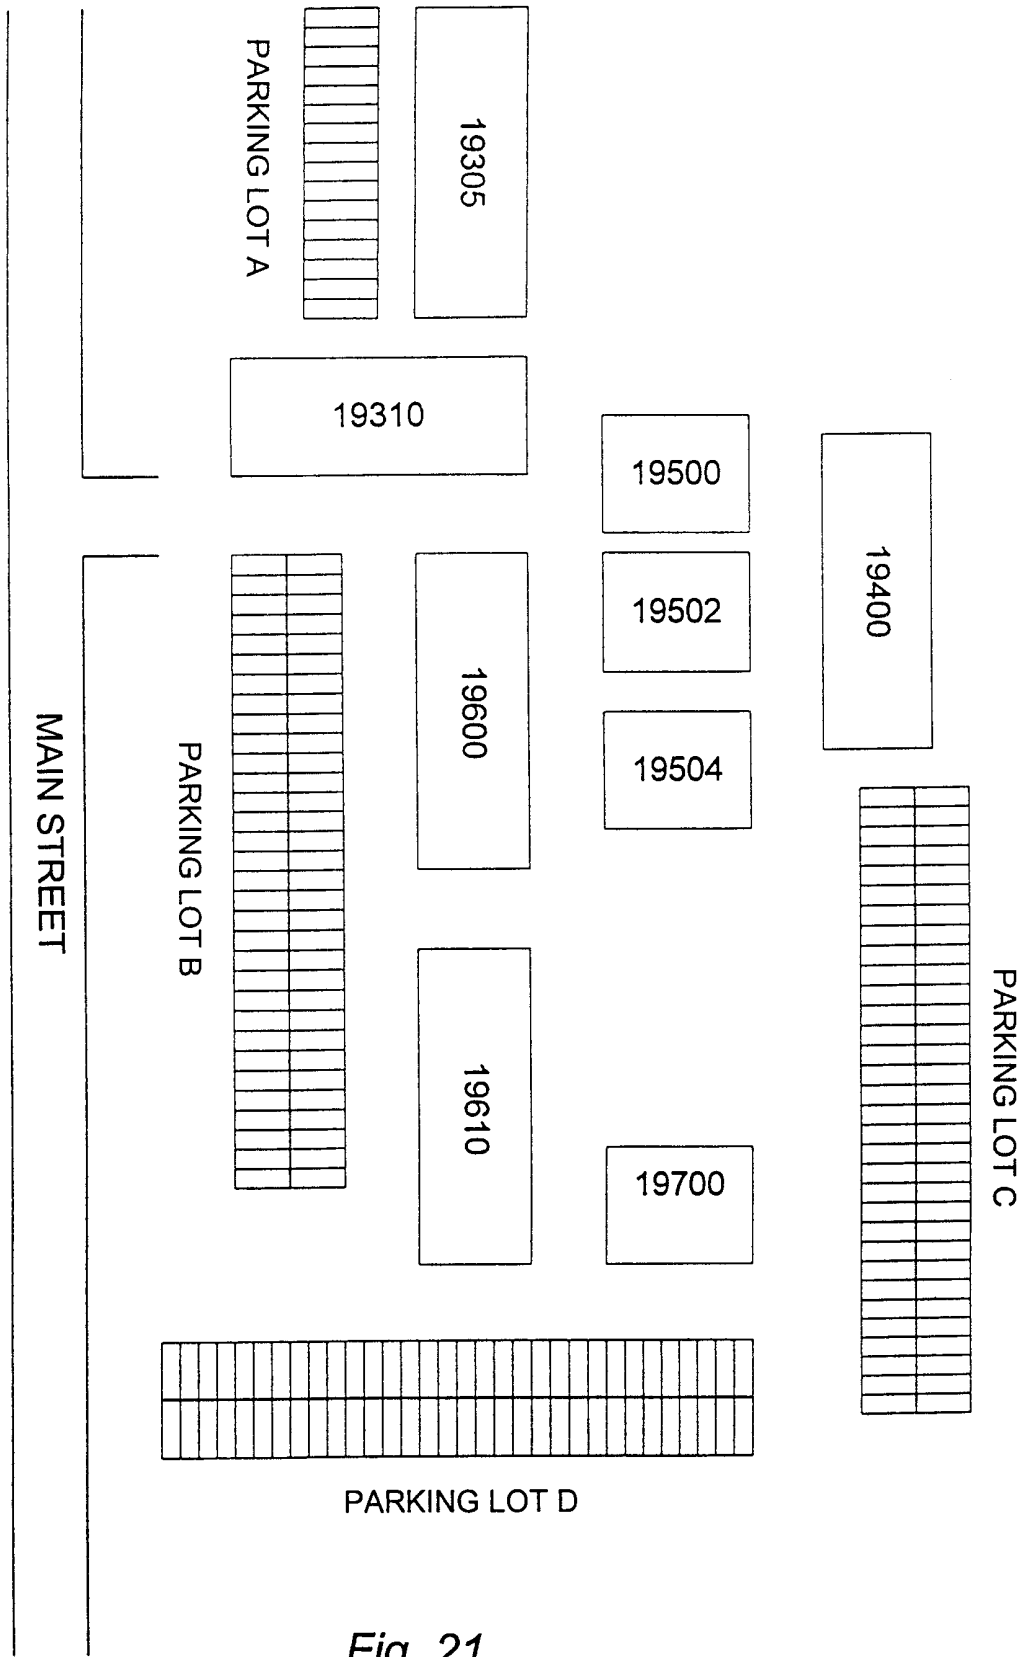 PARKING LOT A
19305
19310
19500
19400
19502
19600
19504
MAIN STREET
PARKING LOT B
PARKING LOT C
19610
19700
PARKING LOT D
Fig. 21